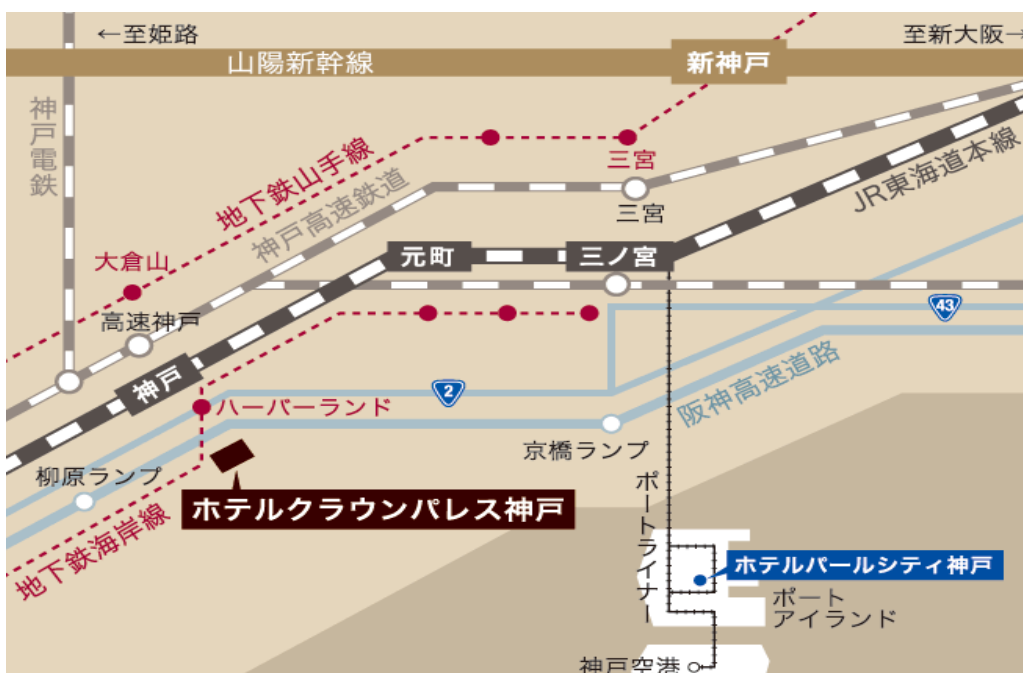 ←至姫路
至新大阪→
山陽新幹線
新神戸
神戸電鉄
地下鉄山手線
神戸高速鉄道
三宮
三宮
JR東海道本線
大倉山
元町
三ノ宮
高速神戸
神戸
43
2
阪神高速道路
ハーバーランド
京橋ランプ
柳原ランプ
ホテルクラウンパレス神戸
地下鉄海岸線
ポートライナー
ホテルパールシティ神戸
ポート
アイランド
神戸空港